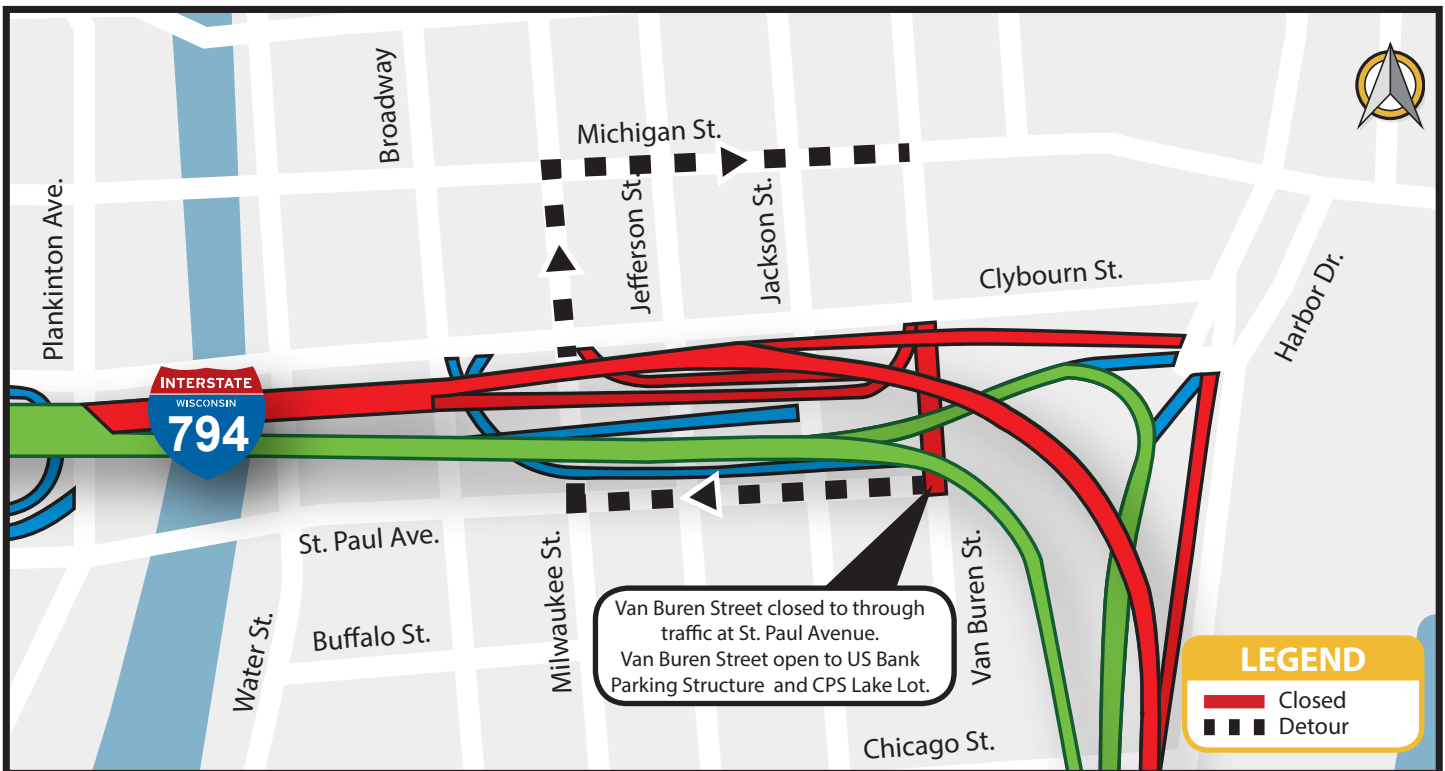 Broadway
Michigan St.
Plankinton Ave.
Jefferson St.
Jackson St.
Clybourn St.
Harbor Dr.
INTERSTATE
WISCONSIN
794
St. Paul Ave.
Milwaukee St.
Van Buren St.
Water St.
Buffalo St.
Van Buren Street closed to through
traffic at St. Paul Avenue.
Van Buren Street open to US Bank
Parking Structure and CPS Lake Lot.
Chicago St.
LEGEND
Closed
Detour